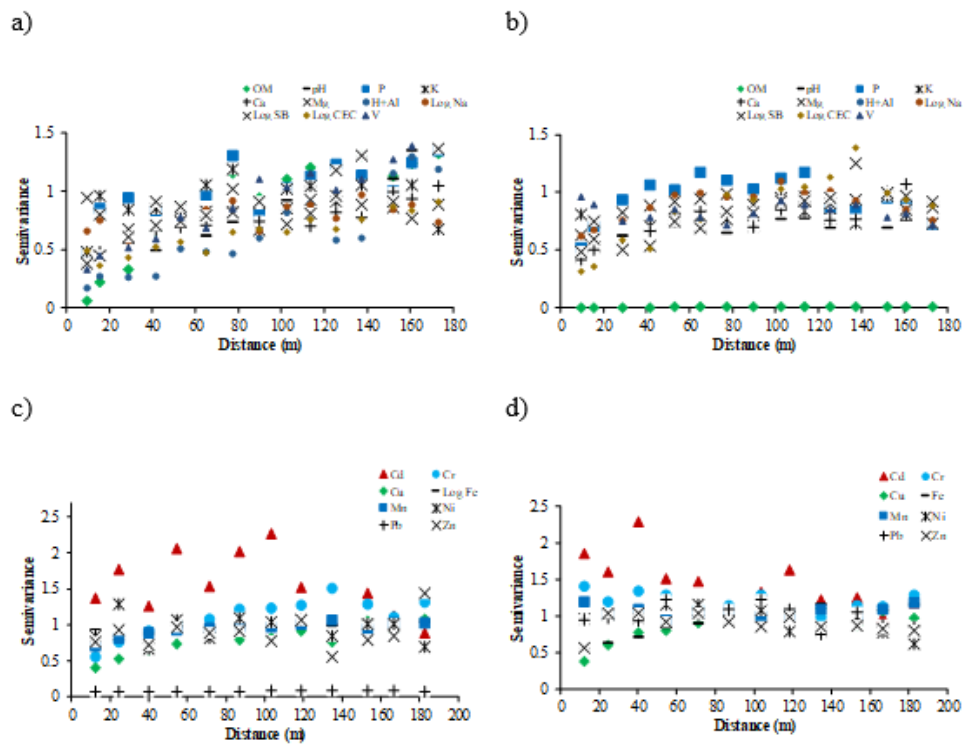 a)
OM pH P K
Ca Mg H+Al Log Na
Log SB Log CEC V
1.5
1
0.5
0
Semivariance
0 20 40 60 80 100 120 140 160 180
Distance (m)
b)
OM pH P K
Ca Mg H+Al Log Na
Log SB Log CEC V
1.5
1
0.5
0
Semivariance
0 20 40 60 80 100 120 140 160 180
Distance (m)
c)
Cd Cr
Cu Log Fe
Mn Ni
Pb Zn
2.5
2
1.5
1
0.5
0
Semivariance
0 20 40 60 80 100 120 140 160 180 200
Distance (m)
d)
Cd Cr
Cu Fe
Mn Ni
Pb Zn
2.5
2
1.5
1
0.5
0
Semivariance
0 20 40 60 80 100 120 140 160 180 200
Distance (m)